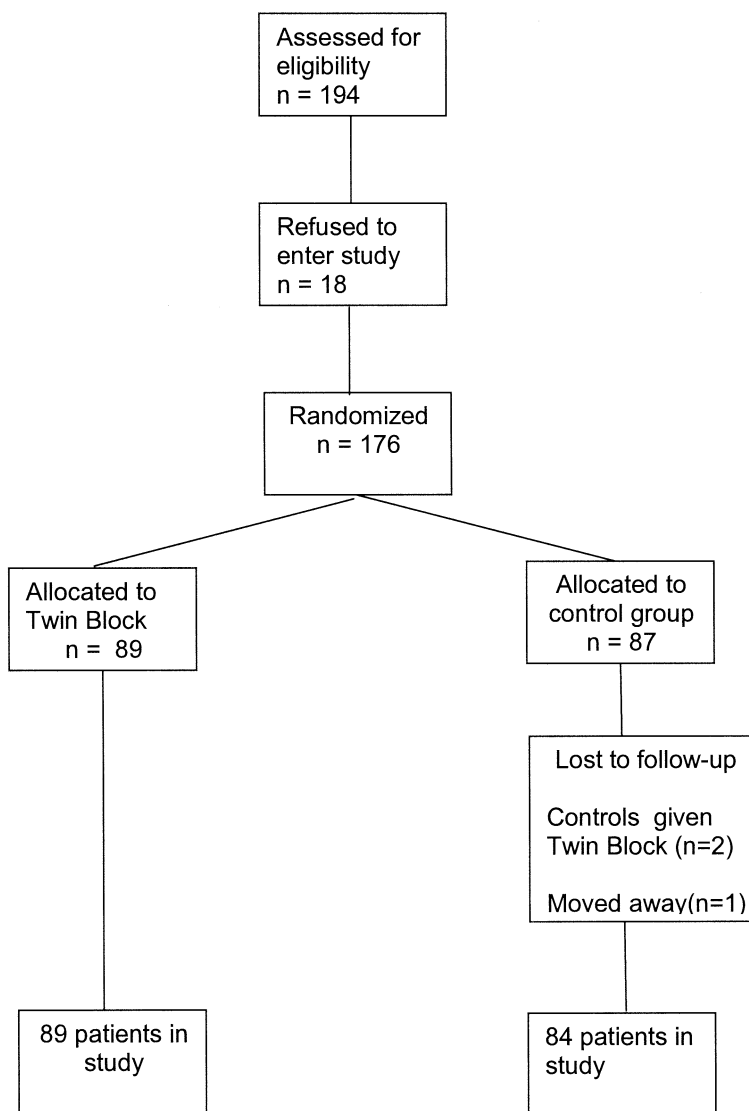 Assessed for
eligibility
n = 194
Refused to
enter study
n = 18
Randomized
n = 176
Allocated to
Twin Block
n = 89
Allocated to
control group
n = 87
Lost to follow-up
Controls given
Twin Block (n=2)
Moved away(n=1)
89 patients in
study
84 patients in
study